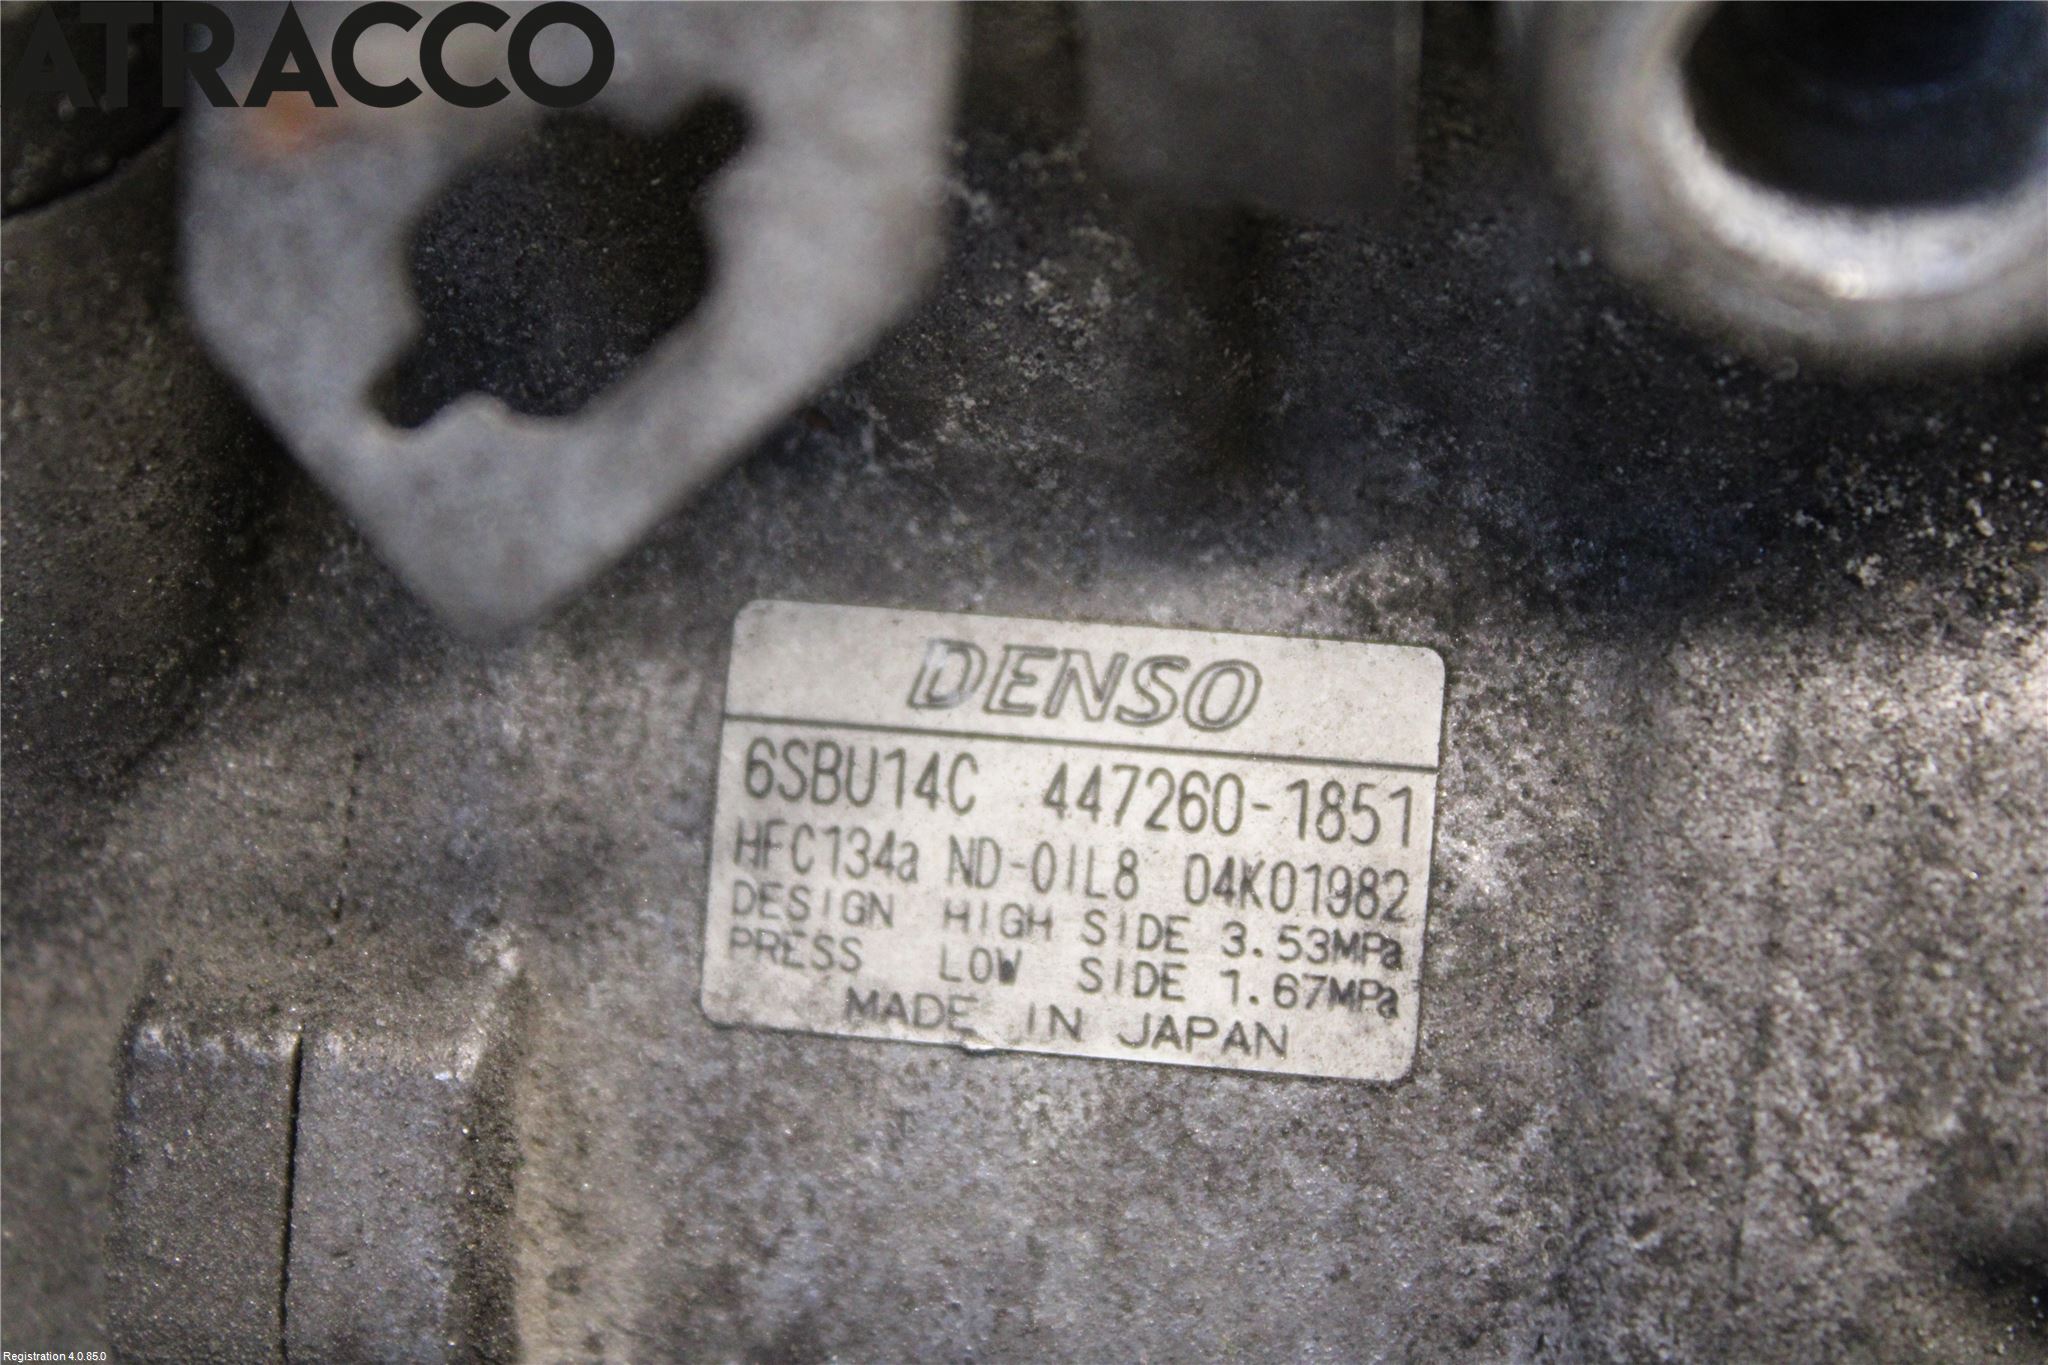 ATRACCO
DENSO
6SBU14C 447260-1851
HFC134a ND-OIL8 04K01982
DESIGN HIGH SIDE 3.53MPa
PRESS LOW SIDE 1.67MPa
MADE IN JAPAN
Registration 4.0.85.0